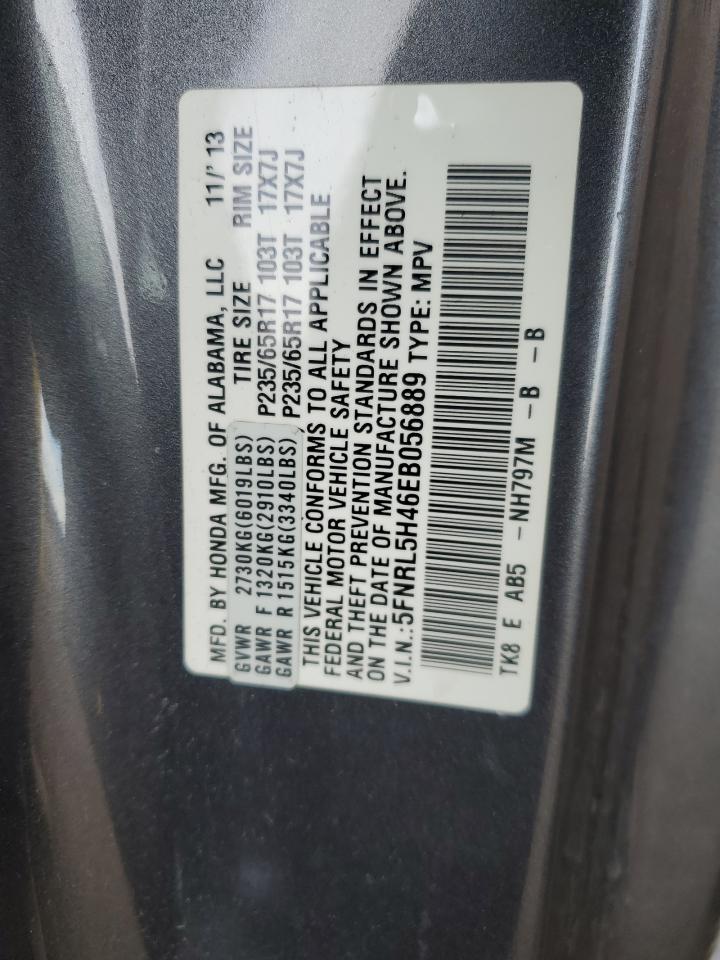 MFD. BY HONDA MFG. OF ALABAMA, LLC 11/' 13
GVWR 2730KG(6019LBS) TIRE SIZE RIM SIZE
GAWR F 1320KG(2910LBS) P235/65R17 103T 17X7J
GAWR R 1515KG(3340LBS) P235/65R17 103T 17X7J
THIS VEHICLE CONFORMS TO ALL APPLICABLE
FEDERAL MOTOR VEHICLE SAFETY
AND THEFT PREVENTION STANDARDS IN EFFECT
ON THE DATE OF MANUFACTURE SHOWN ABOVE.
V.I.N.:5FNRL5H46EB056889 TYPE: MPV
TK8 E AB5 -NH797M -B -B